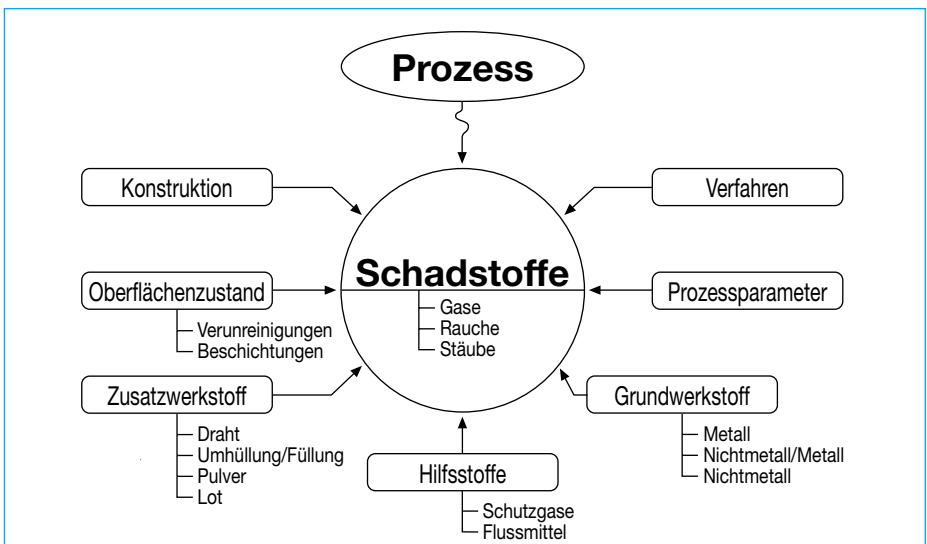 Prozess
Konstruktion
Verfahren
Schadstoffe
Gase
Rauche
Stäube
Oberflächenzustand
Verunreinigungen
Beschichtungen
Prozessparameter
Zusatzwerkstoff
Draht
Umhüllung/Füllung
Pulver
Lot
Grundwerkstoff
Metall
Nichtmetall/Metall
Nichtmetall
Hilfsstoffe
Schutzgase
Flussmittel